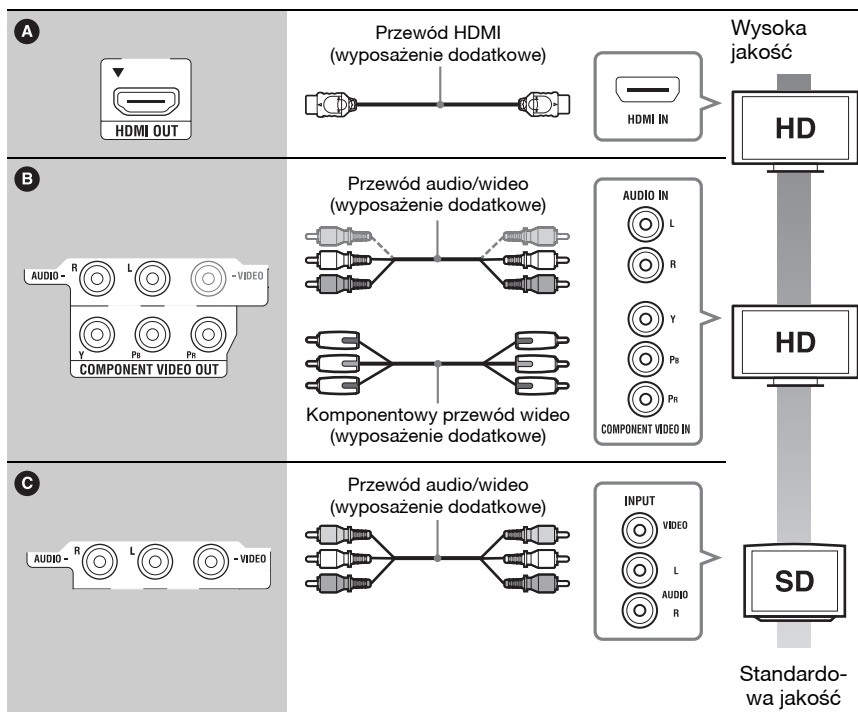 A
Przewód HDMI
(wyposażenie dodatkowe)
Wysoka
jakość
HDMI OUT
HDMI IN
HD
B
Przewód audio/wideo
(wyposażenie dodatkowe)
AUDIO IN
L
R
AUDIO - R L - VIDEO
Y
PB
PR
Y PB PR
COMPONENT VIDEO OUT
HD
Komponentowy przewód wideo
(wyposażenie dodatkowe)
COMPONENT VIDEO IN
C
Przewód audio/wideo
(wyposażenie dodatkowe)
INPUT
VIDEO
AUDIO - R L - VIDEO
L
AUDIO
R
SD
Standardo-
wa jakość